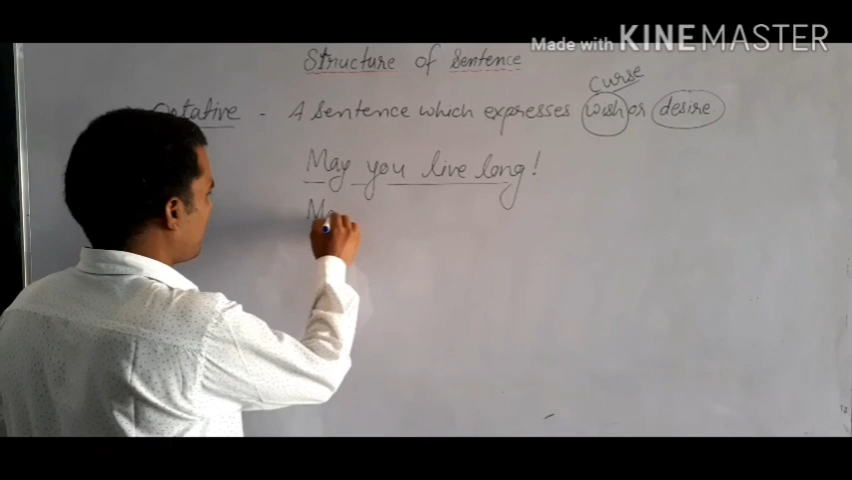 Made with KINEMASTER
Structure of Sentence
curse
Optative - A sentence which expresses wish or desire
May you live long!
Ma